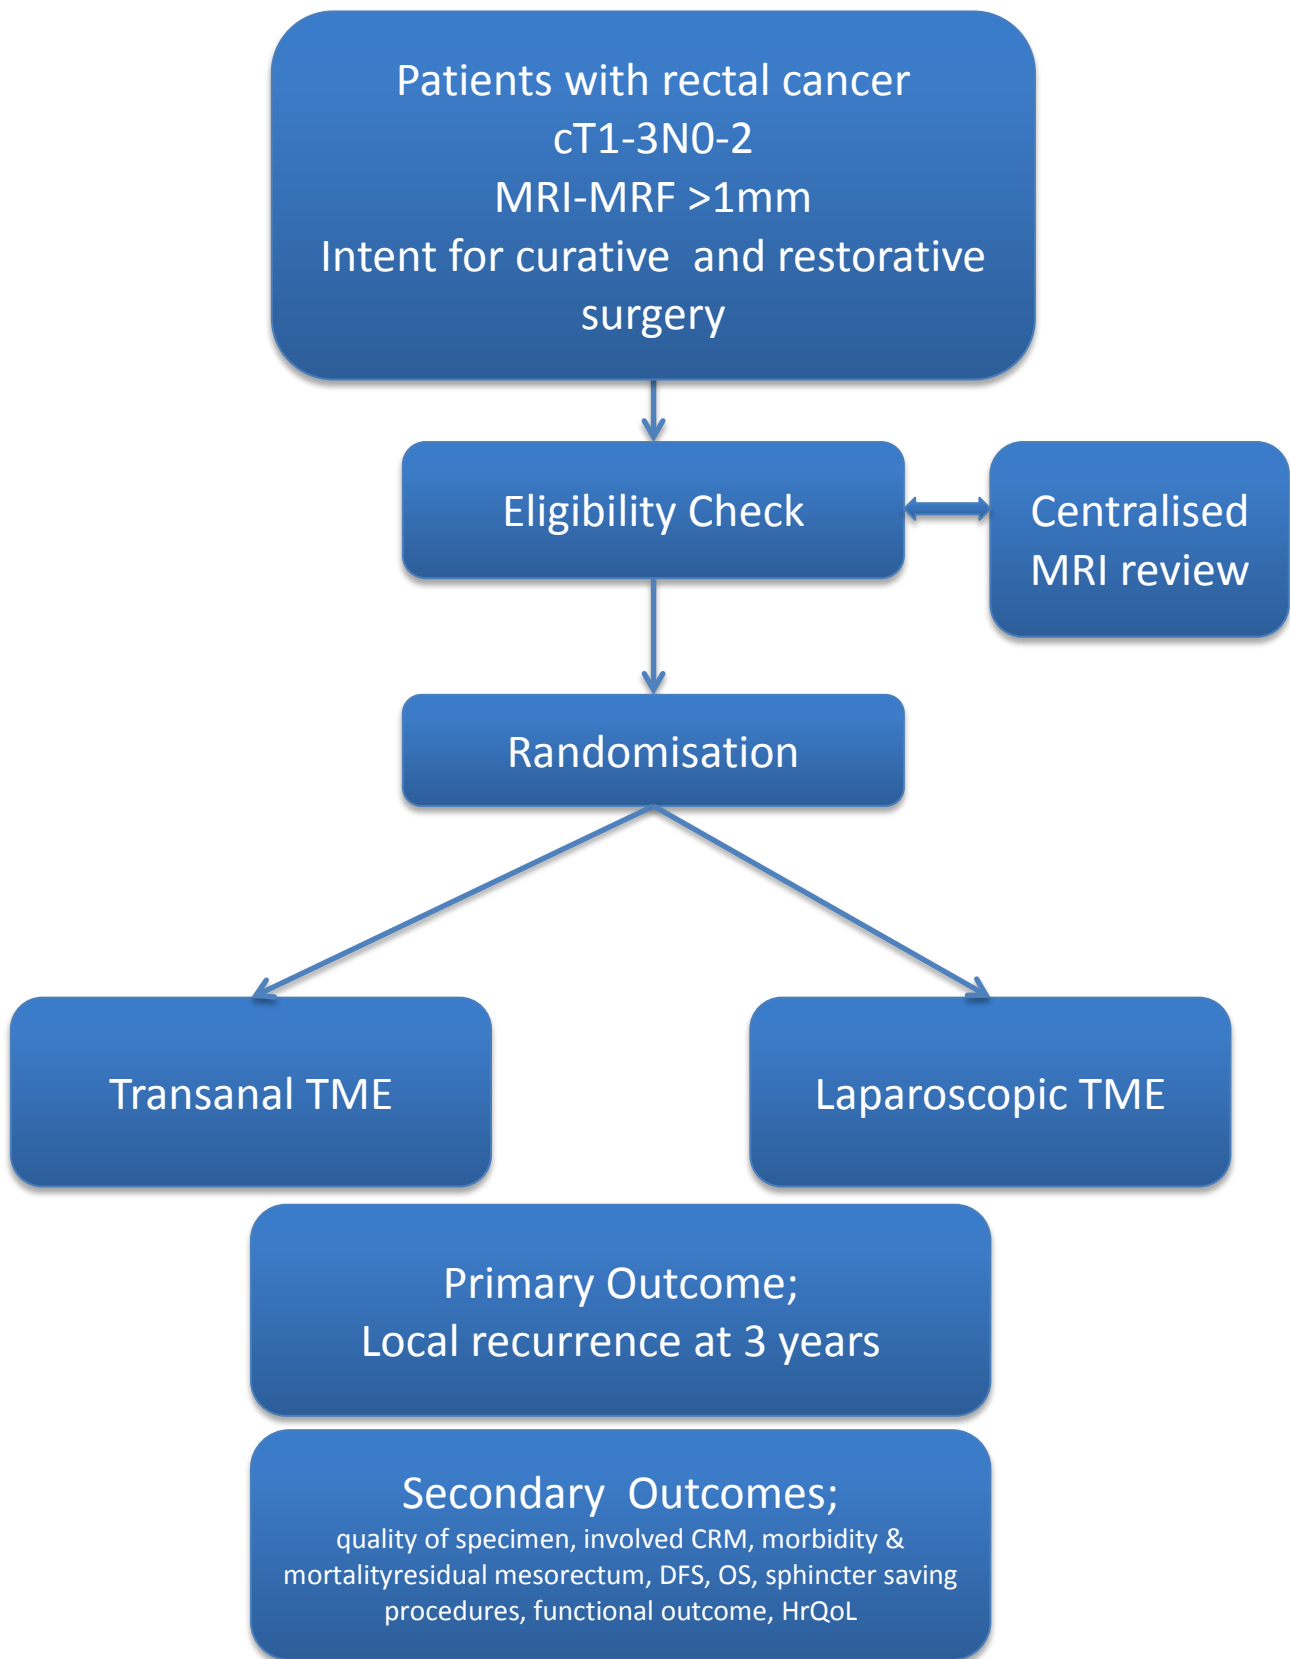 Patients with rectal cancer
cT1-3N0-2
MRI-MRF >1mm
Intent for curative  and restorative
surgery
Eligibility Check
Centralised
MRI review
Randomisation
Transanal TME
Laparoscopic TME
Primary Outcome;
Local recurrence at 3 years
Secondary  Outcomes;
quality of specimen, involved CRM, morbidity &
mortalityresidual mesorectum, DFS, OS, sphincter saving
procedures, functional outcome, HrQoL